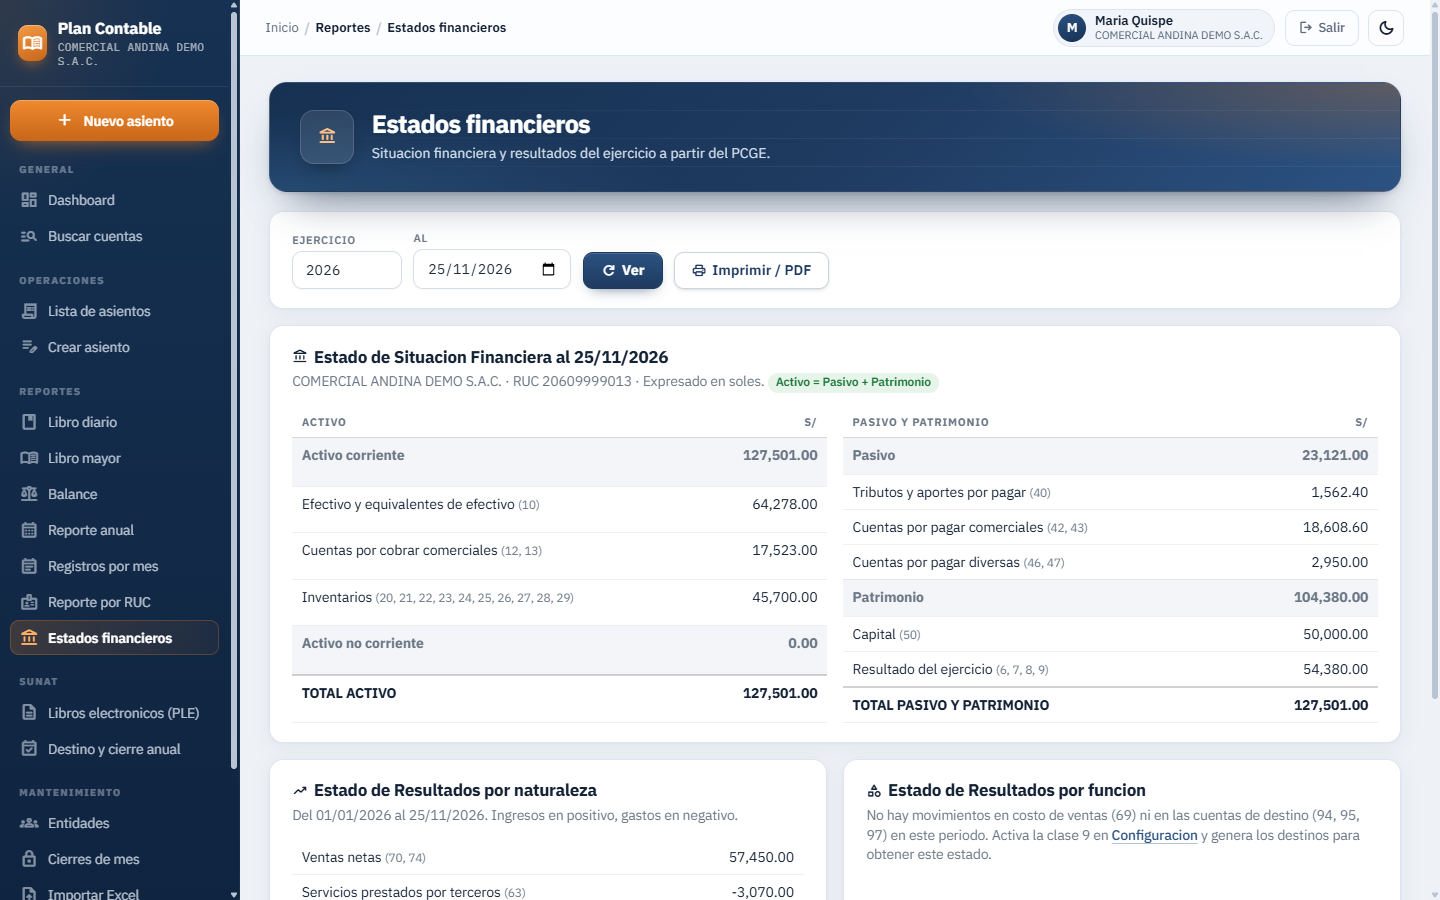 Plan Contable
COMERCIAL ANDINA DEMO
S.A.C.
Nuevo asiento
GENERAL
Dashboard
Buscar cuentas
OPERACIONES
Lista de asientos
Crear asiento
REPORTES
Libro diario
Libro mayor
Balance
Reporte anual
Registros por mes
Reporte por RUC
Estados financieros
SUNAT
Libros electronicos (PLE)
Destino y cierre anual
MANTENIMIENTO
Entidades
Cierres de mes
Importar Excel
Inicio / Reportes / Estados financieros
M
Maria Quispe
COMERCIAL ANDINA DEMO S.A.C.
Salir
Estados financieros
Situacion financiera y resultados del ejercicio a partir del PCGE.
EJERCICIO
2026
AL
25/11/2026
Ver
Imprimir / PDF
Estado de Situacion Financiera al 25/11/2026
COMERCIAL ANDINA DEMO S.A.C. · RUC 20609999013 · Expresado en soles. Activo = Pasivo + Patrimonio
ACTIVO S/
Activo corriente 127,501.00
Efectivo y equivalentes de efectivo (10) 64,278.00
Cuentas por cobrar comerciales (12, 13) 17,523.00
Inventarios (20, 21, 22, 23, 24, 25, 26, 27, 28, 29) 45,700.00
Activo no corriente 0.00
TOTAL ACTIVO 127,501.00
PASIVO Y PATRIMONIO S/
Pasivo 23,121.00
Tributos y aportes por pagar (40) 1,562.40
Cuentas por pagar comerciales (42, 43) 18,608.60
Cuentas por pagar diversas (46, 47) 2,950.00
Patrimonio 104,380.00
Capital (50) 50,000.00
Resultado del ejercicio (6, 7, 8, 9) 54,380.00
TOTAL PASIVO Y PATRIMONIO 127,501.00
Estado de Resultados por naturaleza
Del 01/01/2026 al 25/11/2026. Ingresos en positivo, gastos en negativo.
Ventas netas (70, 74) 57,450.00
Servicios prestados por terceros (63) -3,070.00
Estado de Resultados por funcion
No hay movimientos en costo de ventas (69) ni en las cuentas de destino (94, 95,
97) en este periodo. Activa la clase 9 en Configuracion y genera los destinos para
obtener este estado.